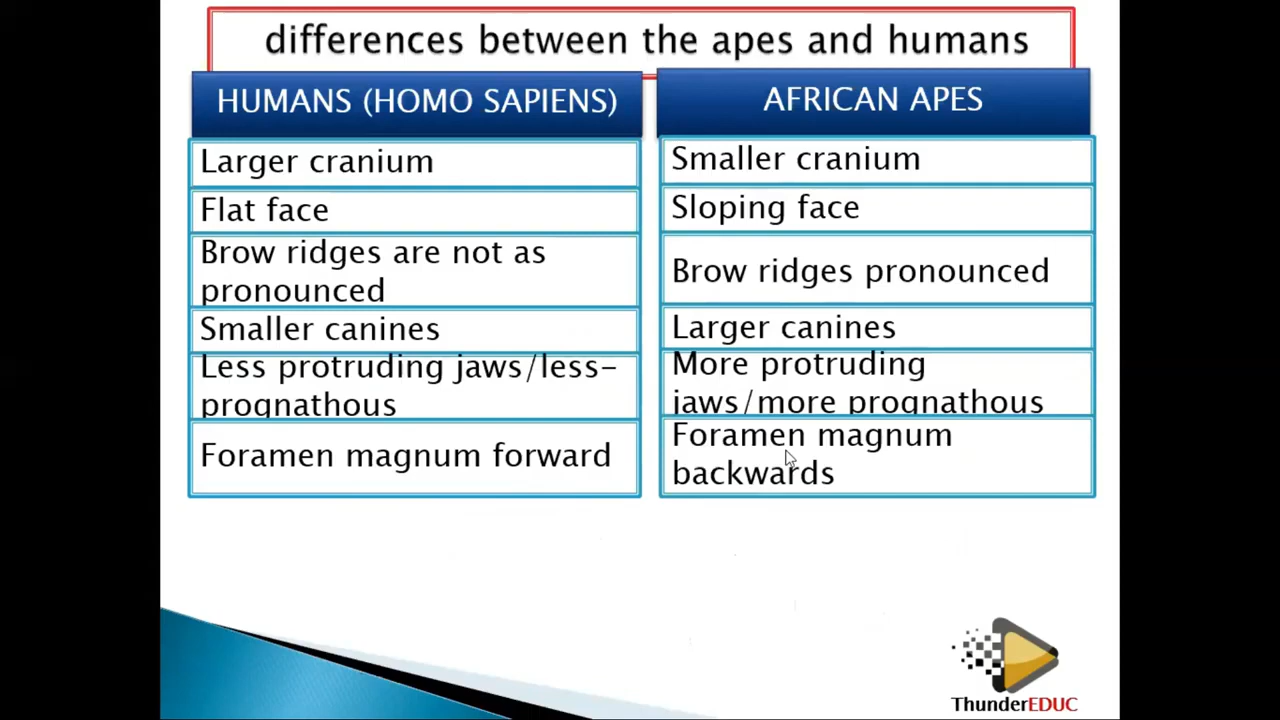 differences between the apes and humans
HUMANS (HOMO SAPIENS)
AFRICAN APES
Larger cranium
Smaller cranium
Flat face
Sloping face
Brow ridges are not as
pronounced
Brow ridges pronounced
Smaller canines
Larger canines
Less protruding jaws/less-
prognathous
More protruding
jaws/more prognathous
Foramen magnum forward
Foramen magnum
backwards
ThunderEDUC